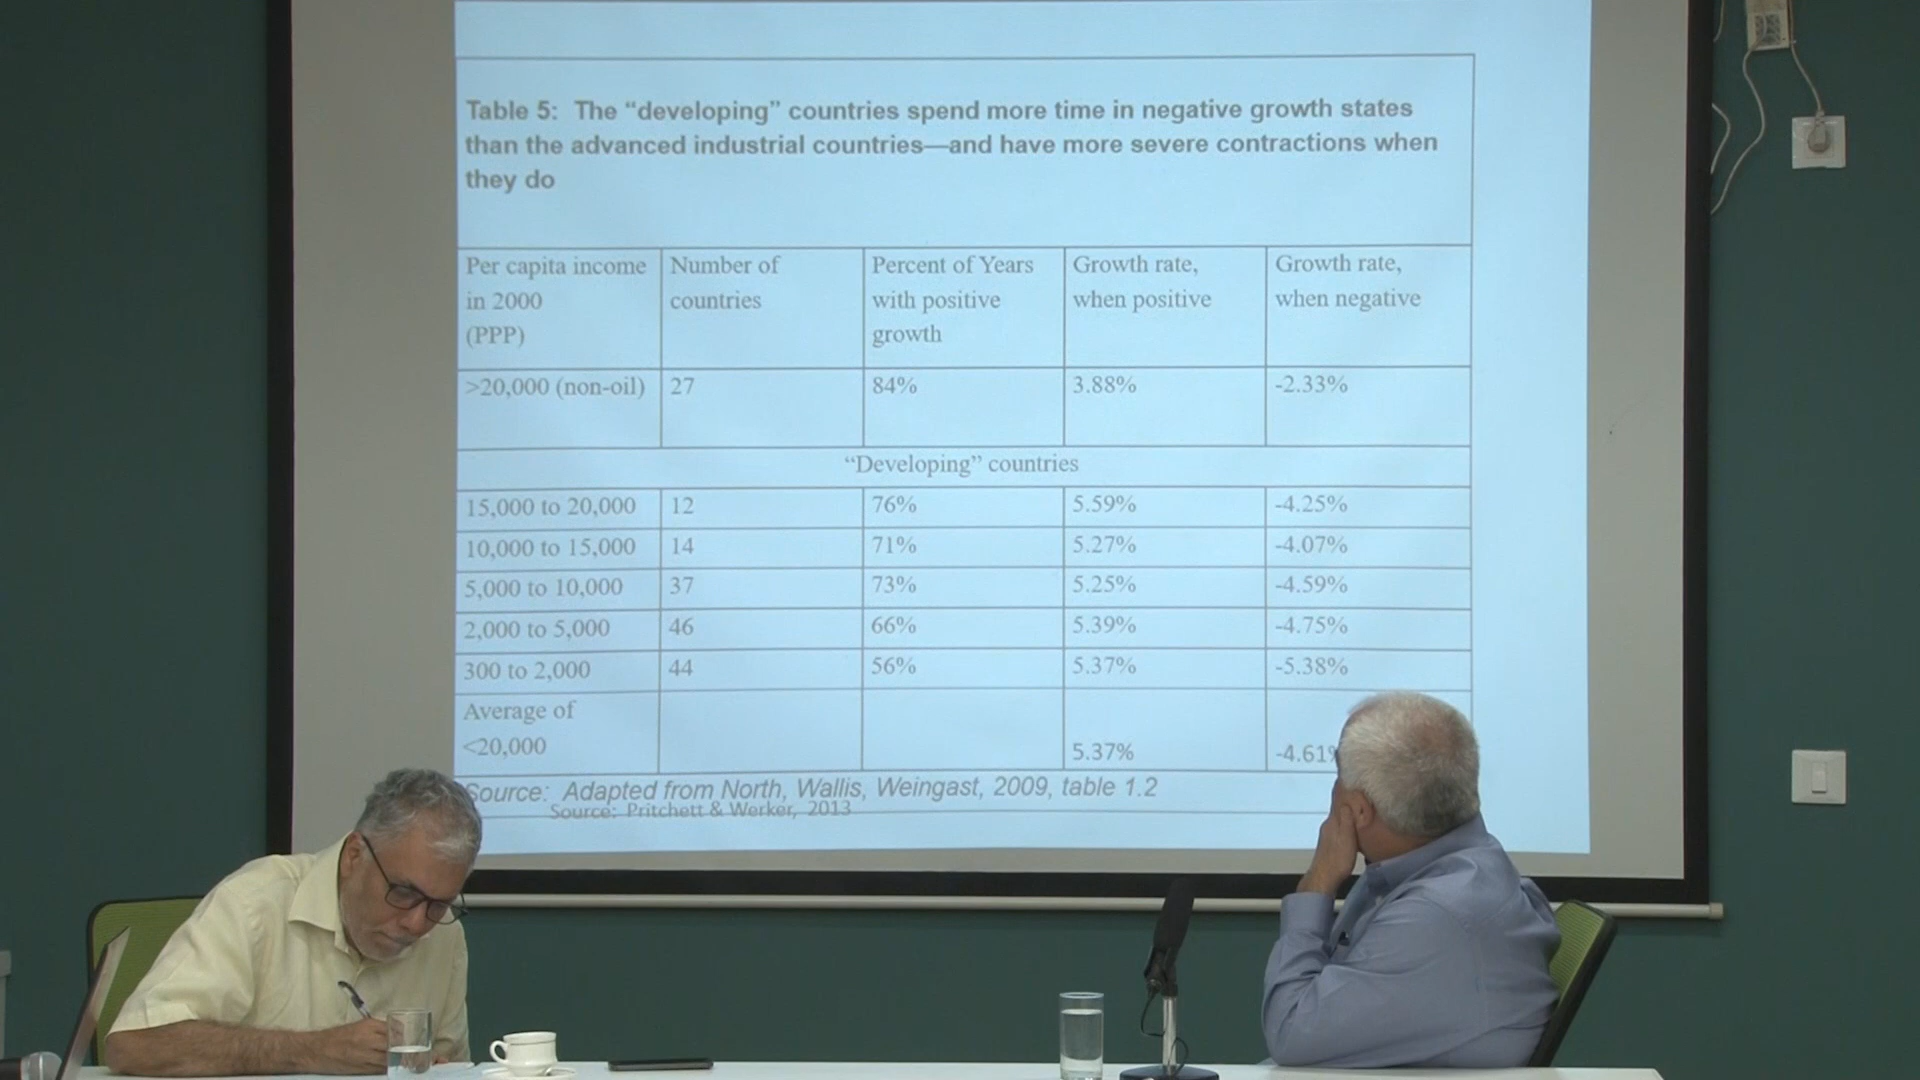 Table 5: The “developing” countries spend more time in negative growth states
than the advanced industrial countries—and have more severe contractions when
they do
Per capita income
in 2000
(PPP)
Number of
countries
Percent of Years
with positive
growth
Growth rate,
when positive
Growth rate,
when negative
>20,000 (non-oil) 27 84% 3.88% -2.33%
“Developing” countries
15,000 to 20,000 12 76% 5.59% -4.25%
10,000 to 15,000 14 71% 5.27% -4.07%
5,000 to 10,000 37 73% 5.25% -4.59%
2,000 to 5,000 46 66% 5.39% -4.75%
300 to 2,000 44 56% 5.37% -5.38%
Average of
<20,000 5.37% -4.61%
Source: Adapted from North, Wallis, Weingast, 2009, table 1.2
Source: Pritchett & Werker, 2013